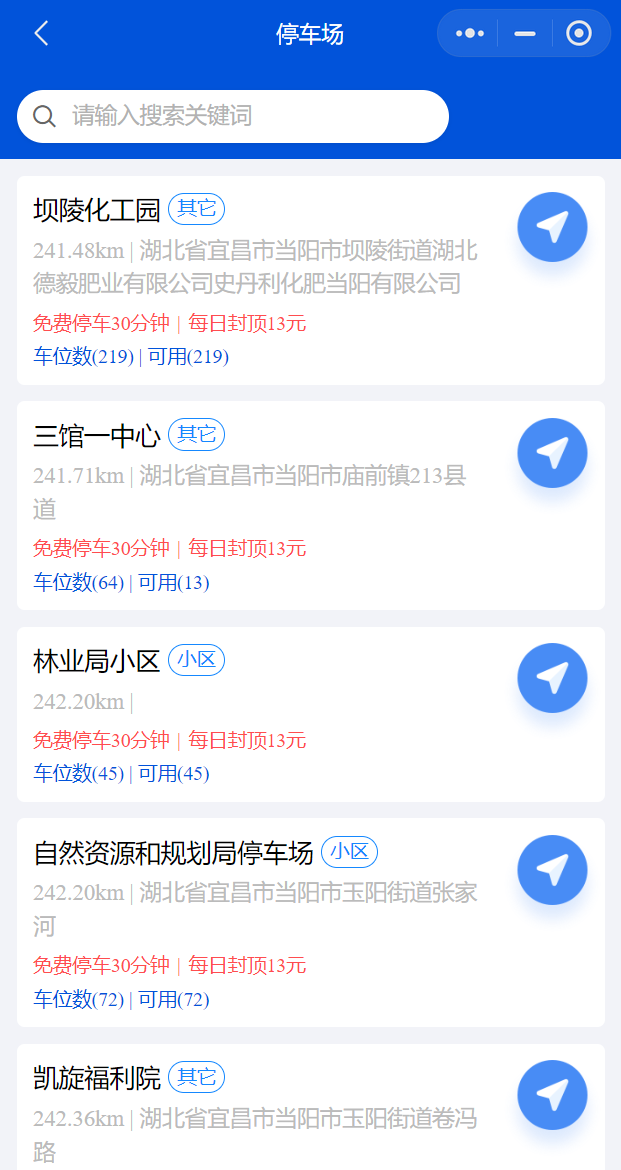 停车场
请输入搜索关键词
坝陵化工园 其它
241.48km | 湖北省宜昌市当阳市坝陵街道湖北
德毅肥业有限公司史丹利化肥当阳有限公司
免费停车30分钟 | 每日封顶13元
车位数(219) | 可用(219)
三馆一中心 其它
241.71km | 湖北省宜昌市当阳市庙前镇213县
道
免费停车30分钟 | 每日封顶13元
车位数(64) | 可用(13)
林业局小区 小区
242.20km |
免费停车30分钟 | 每日封顶13元
车位数(45) | 可用(45)
自然资源和规划局停车场 小区
242.20km | 湖北省宜昌市当阳市玉阳街道张家
河
免费停车30分钟 | 每日封顶13元
车位数(72) | 可用(72)
凯旋福利院 其它
242.36km | 湖北省宜昌市当阳市玉阳街道卷冯
路